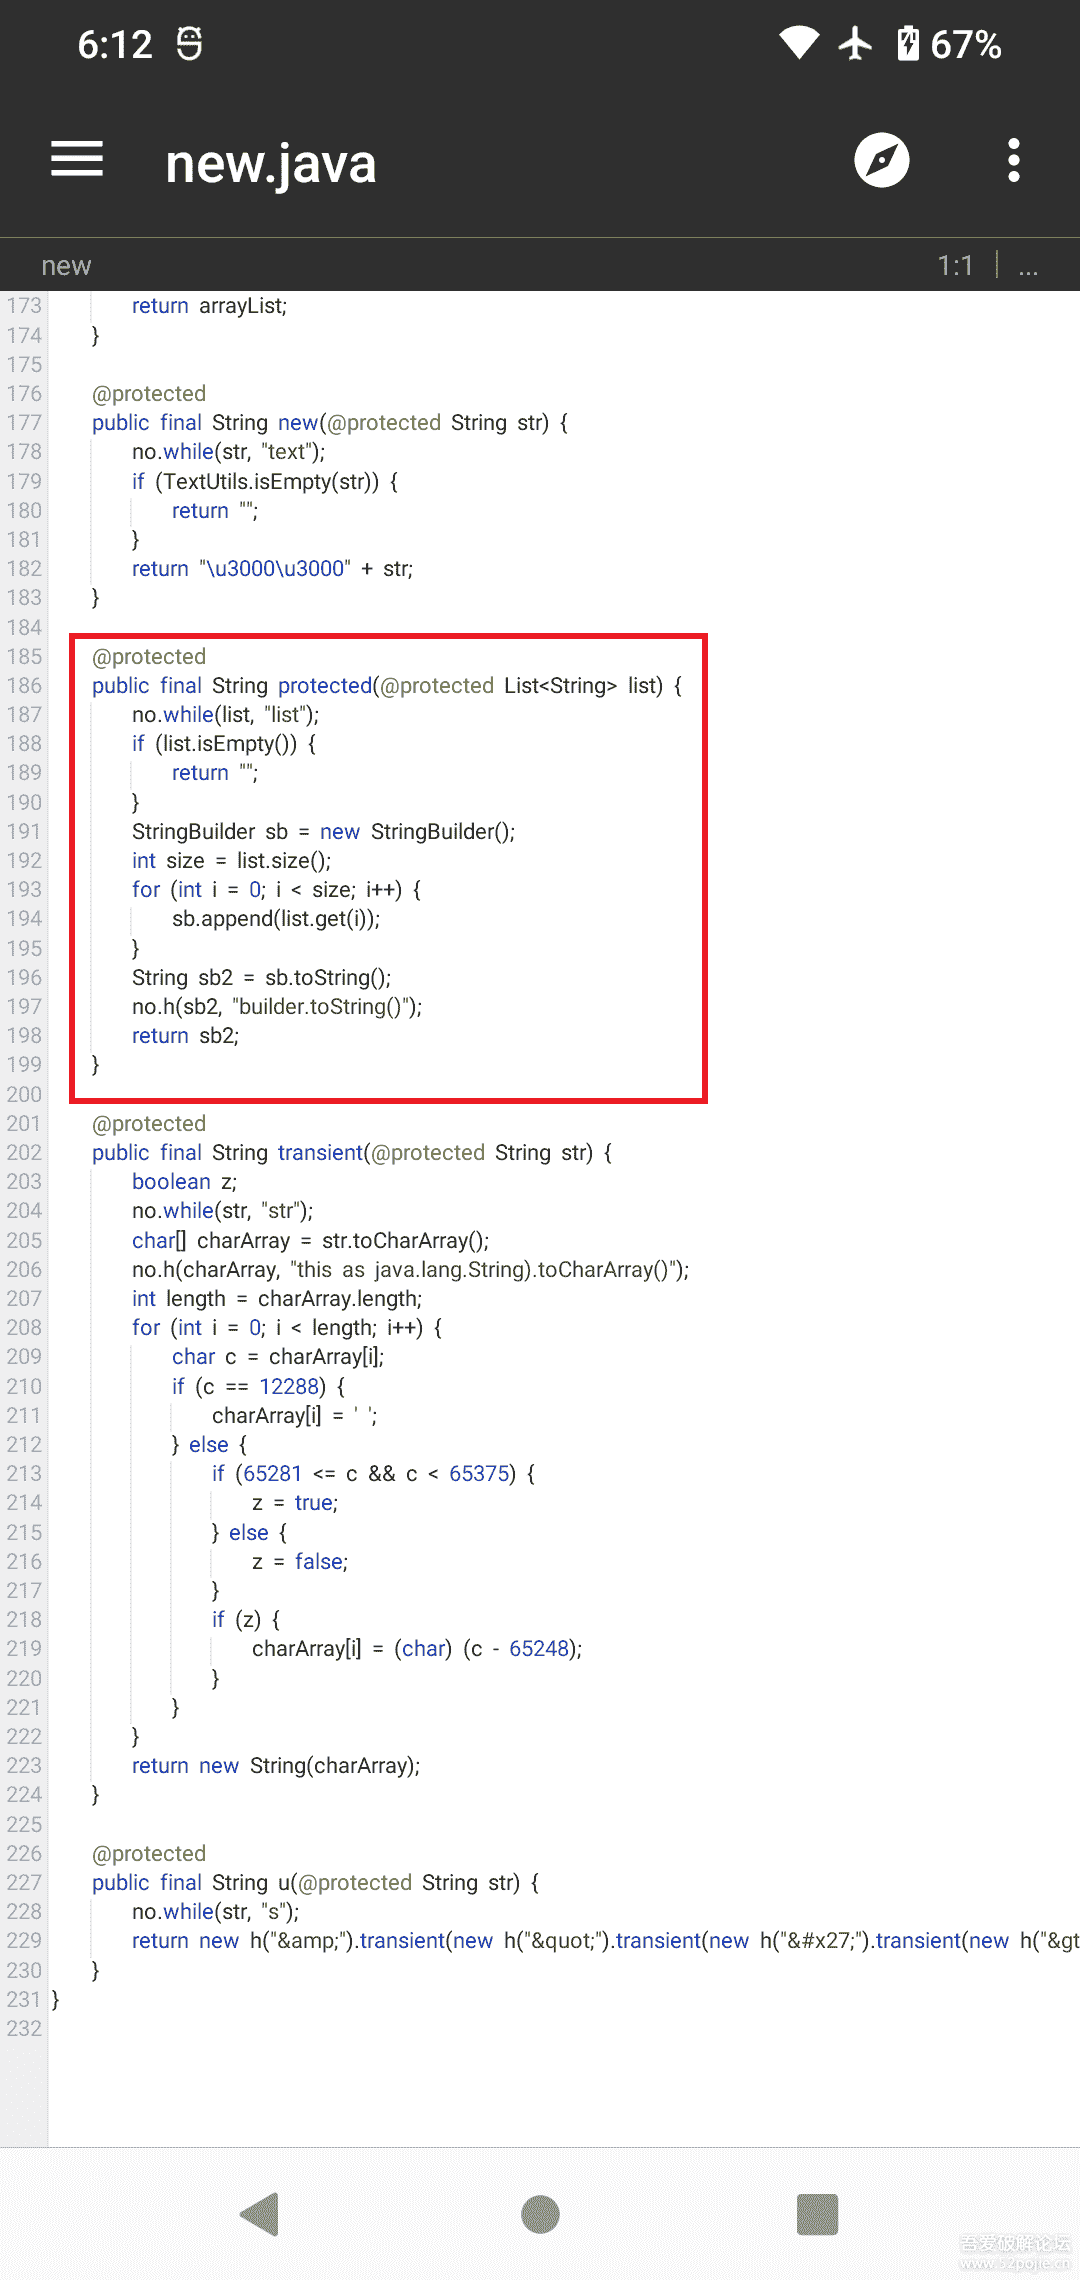 6:12 67%
new.java
new 1:1 ...
173 return arrayList;
174 }
175
176 @protected
177 public final String new(@protected String str) {
178 no.while(str, "text");
179 if (TextUtils.isEmpty(str)) {
180 return "";
181 }
182 return "\u3000\u3000" + str;
183 }
184
185 @protected
186 public final String protected(@protected List<String> list) {
187 no.while(list, "list");
188 if (list.isEmpty()) {
189 return "";
190 }
191 StringBuilder sb = new StringBuilder();
192 int size = list.size();
193 for (int i = 0; i < size; i++) {
194 sb.append(list.get(i));
195 }
196 String sb2 = sb.toString();
197 no.h(sb2, "builder.toString()");
198 return sb2;
199 }
200
201 @protected
202 public final String transient(@protected String str) {
203 boolean z;
204 no.while(str, "str");
205 char[] charArray = str.toCharArray();
206 no.h(charArray, "this as java.lang.String).toCharArray()");
207 int length = charArray.length;
208 for (int i = 0; i < length; i++) {
209 char c = charArray[i];
210 if (c == 12288) {
211 charArray[i] = ' ';
212 } else {
213 if (65281 <= c && c < 65375) {
214 z = true;
215 } else {
216 z = false;
217 }
218 if (z) {
219 charArray[i] = (char) (c - 65248);
220 }
221 }
222 }
223 return new String(charArray);
224 }
225
226 @protected
227 public final String u(@protected String str) {
228 no.while(str, "s");
229 return new h("&amp;").transient(new h("&quot;").transient(new h("&#x27;").transient(new h("&gt
230 }
231 }
232
吾爱破解论坛
www.52pojie.cn